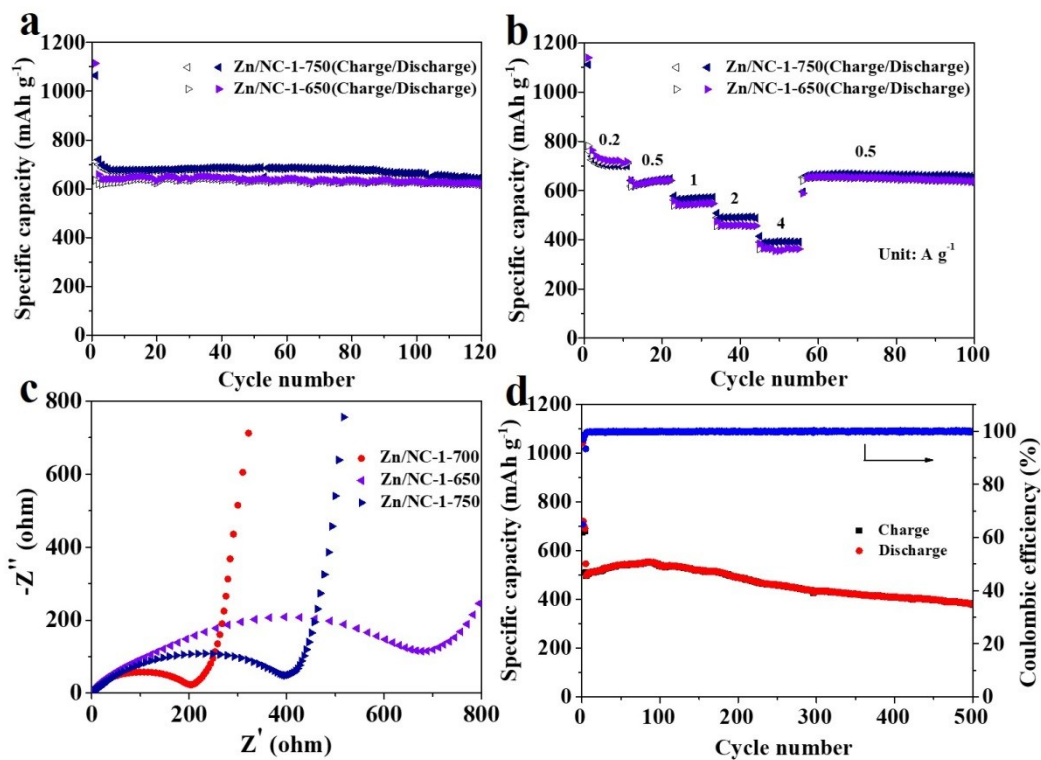 a
1200
1000
800
600
400
200
0
Specific capacity (mAh g⁻¹)
Zn/NC-1-750(Charge/Discharge)
Zn/NC-1-650(Charge/Discharge)
0 20 40 60 80 100 120
Cycle number
b
1200
1000
800
600
400
200
0
Specific capacity (mAh g⁻¹)
Zn/NC-1-750(Charge/Discharge)
Zn/NC-1-650(Charge/Discharge)
0.2
0.5
1
2
4
0.5
Unit: A g⁻¹
0 20 40 60 80 100
Cycle number
c
800
600
400
200
0
-Z'' (ohm)
Zn/NC-1-700
Zn/NC-1-650
Zn/NC-1-750
0 200 400 600 800
Z' (ohm)
d
1200
1000
800
600
400
200
0
Specific capacity (mAh g⁻¹)
Charge
Discharge
100
80
60
40
20
0
Coulombic efficiency (%)
0 100 200 300 400 500
Cycle number